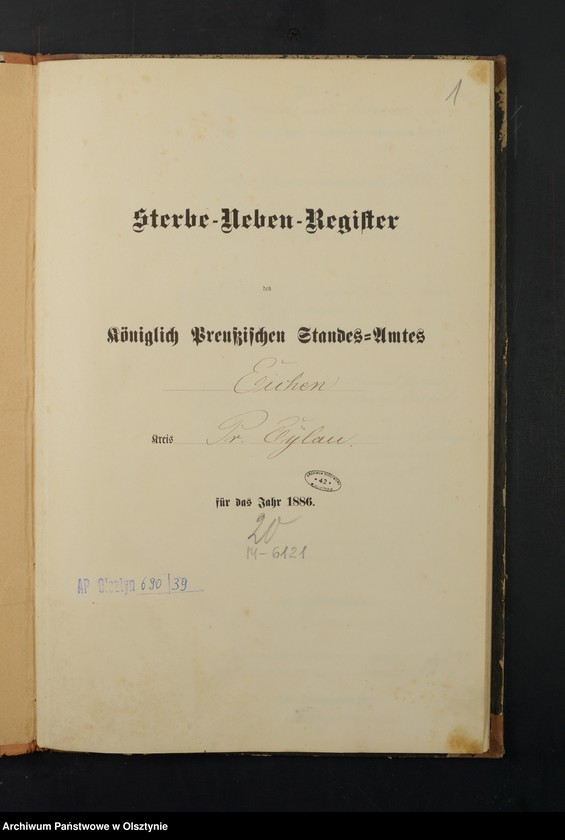 1
Sterbe-Neben-Register
des
Königlich Preußischen Standes-Amtes
Eichen
Kreis Pr. Eylau.
42
für das Jahr 1886.
20
M-6121
AP Olsztyn 690/39
Archiwum Państwowe w Olsztynie